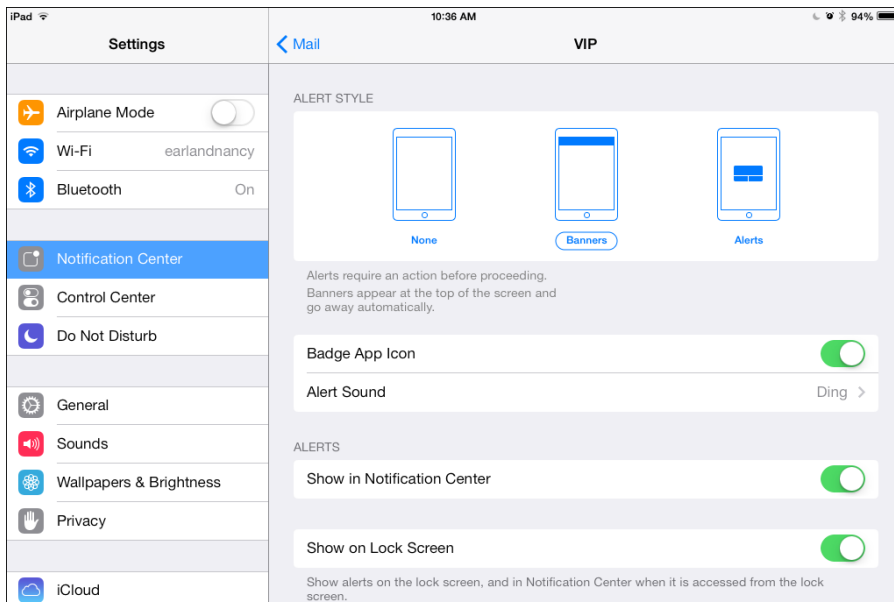 iPad 10:36 AM 94%
Settings
Airplane Mode
Wi-Fi earlandnancy
Bluetooth On
Notification Center
Control Center
Do Not Disturb
General
Sounds
Wallpapers & Brightness
Privacy
iCloud
Mail VIP
ALERT STYLE
None Banners Alerts
Alerts require an action before proceeding.
Banners appear at the top of the screen and
go away automatically.
Badge App Icon
Alert Sound Ding
ALERTS
Show in Notification Center
Show on Lock Screen
Show alerts on the lock screen, and in Notification Center when it is accessed from the lock
screen.